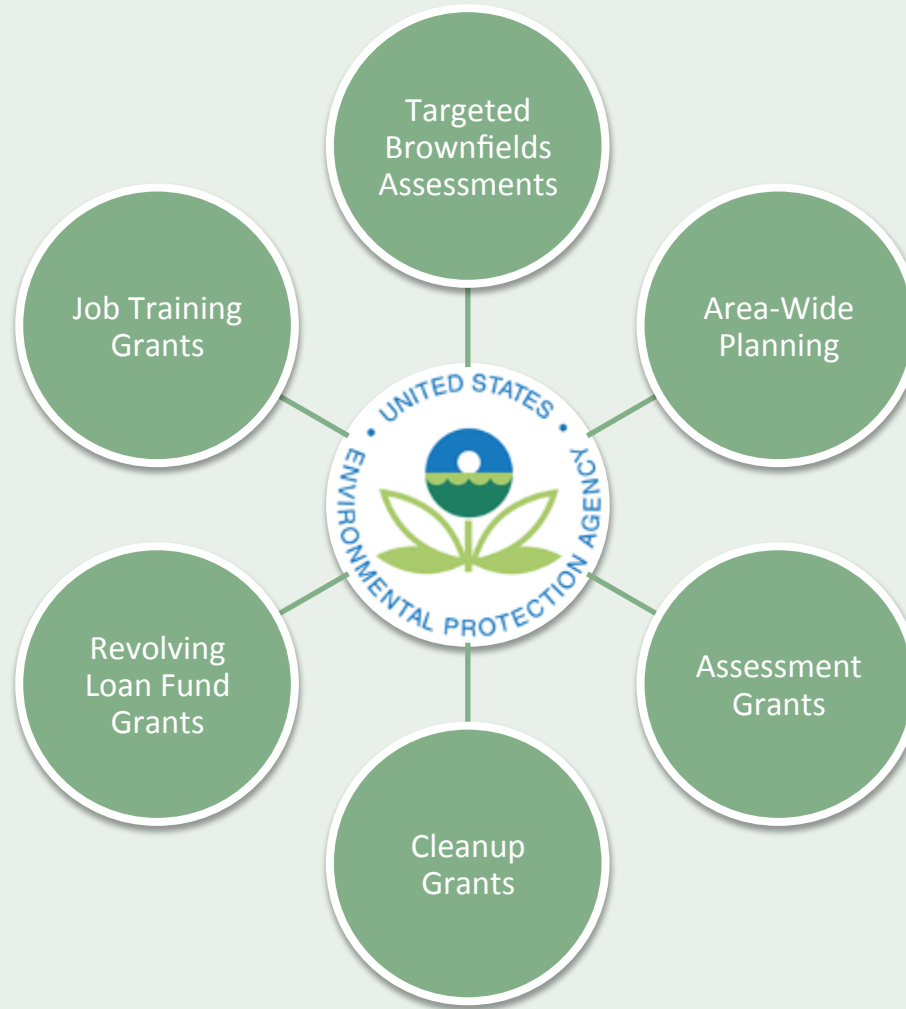 Targeted
Brownfields
Assessments
Job Training
Grants
Area-Wide
Planning
• UNITED STATES •
ENVIRONMENTAL PROTECTION AGENCY
Revolving
Loan Fund
Grants
Assessment
Grants
Cleanup
Grants